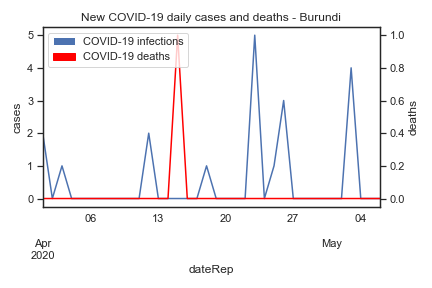 New COVID-19 daily cases and deaths - Burundi
COVID-19 infections
COVID-19 deaths
cases
5
4
3
2
1
0
deaths
1.0
0.8
0.6
0.4
0.2
0.0
06 13 20 27 04
Apr May
2020
dateRep